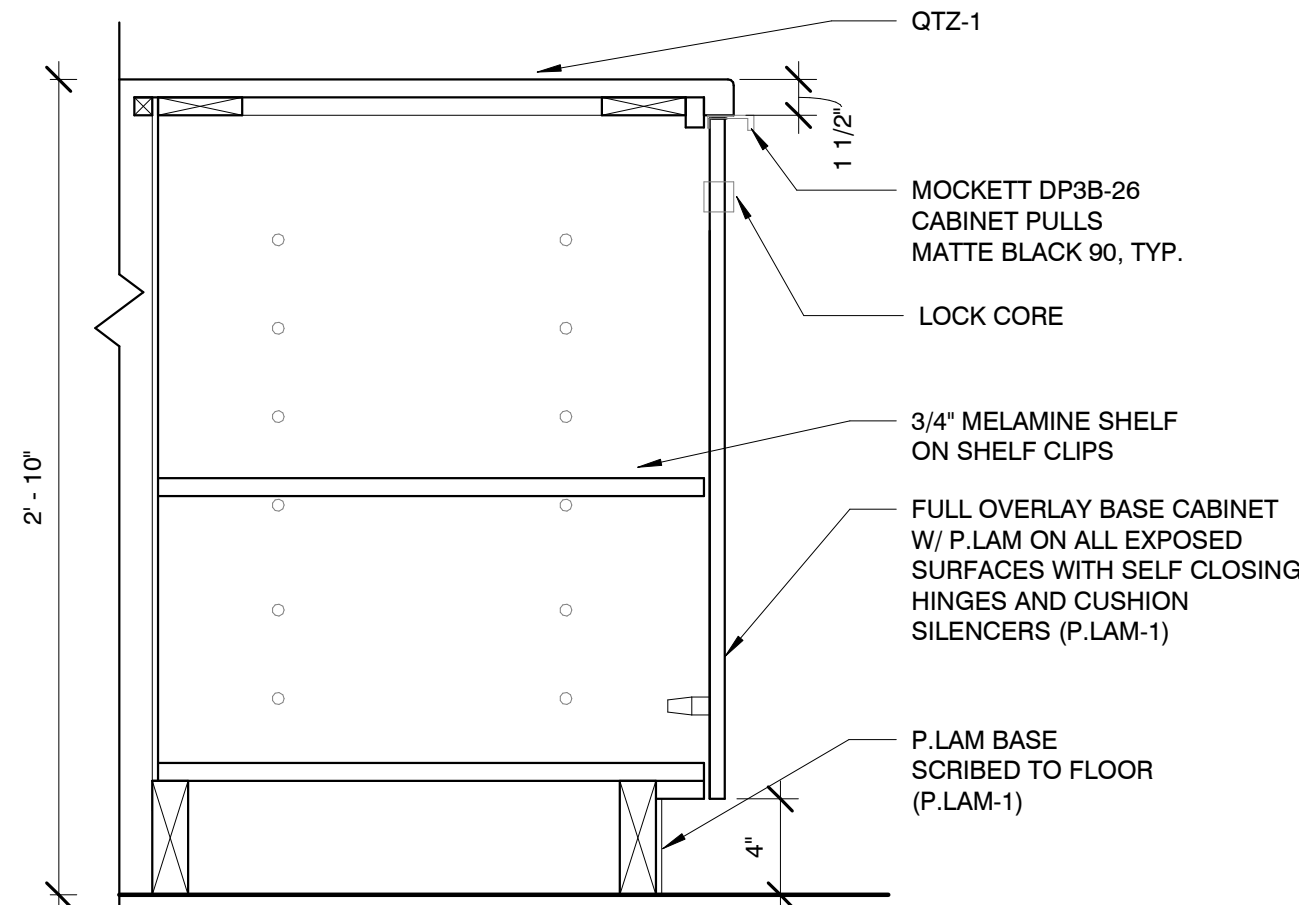 QTZ-1
1 1/2"
MOCKETT DP3B-26
CABINET PULLS
MATTE BLACK 90, TYP.
LOCK CORE
3/4" MELAMINE SHELF
ON SHELF CLIPS
2' - 10"
FULL OVERLAY BASE CABINET
W/ P.LAM ON ALL EXPOSED
SURFACES WITH SELF CLOSING
HINGES AND CUSHION
SILENCERS (P.LAM-1)
P.LAM BASE
SCRIBED TO FLOOR
(P.LAM-1)
4"